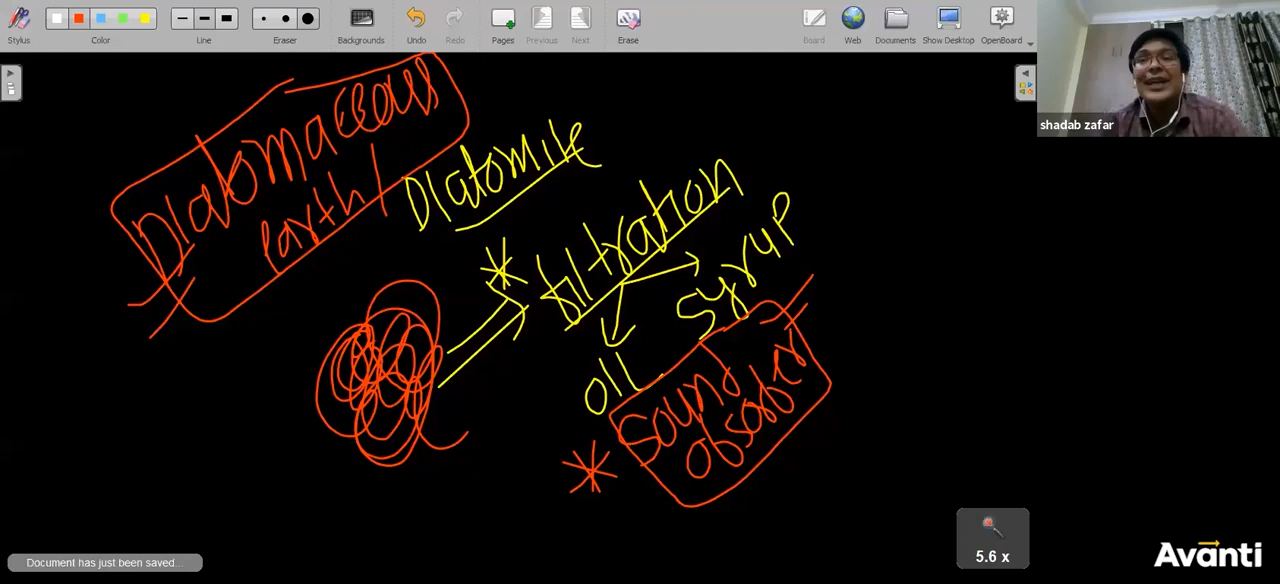 Stylus
Color
Line
Eraser
Backgrounds
Undo
Redo
Pages
Previous
Next
Erase
Board
Web
Documents
Show Desktop
OpenBoard
shadab zafar
Diatomaceous
earth/
Diatomite
* filtration
Syrup
oil
* Sound
absorber
5.6 x
Document has just been saved...
Avanti